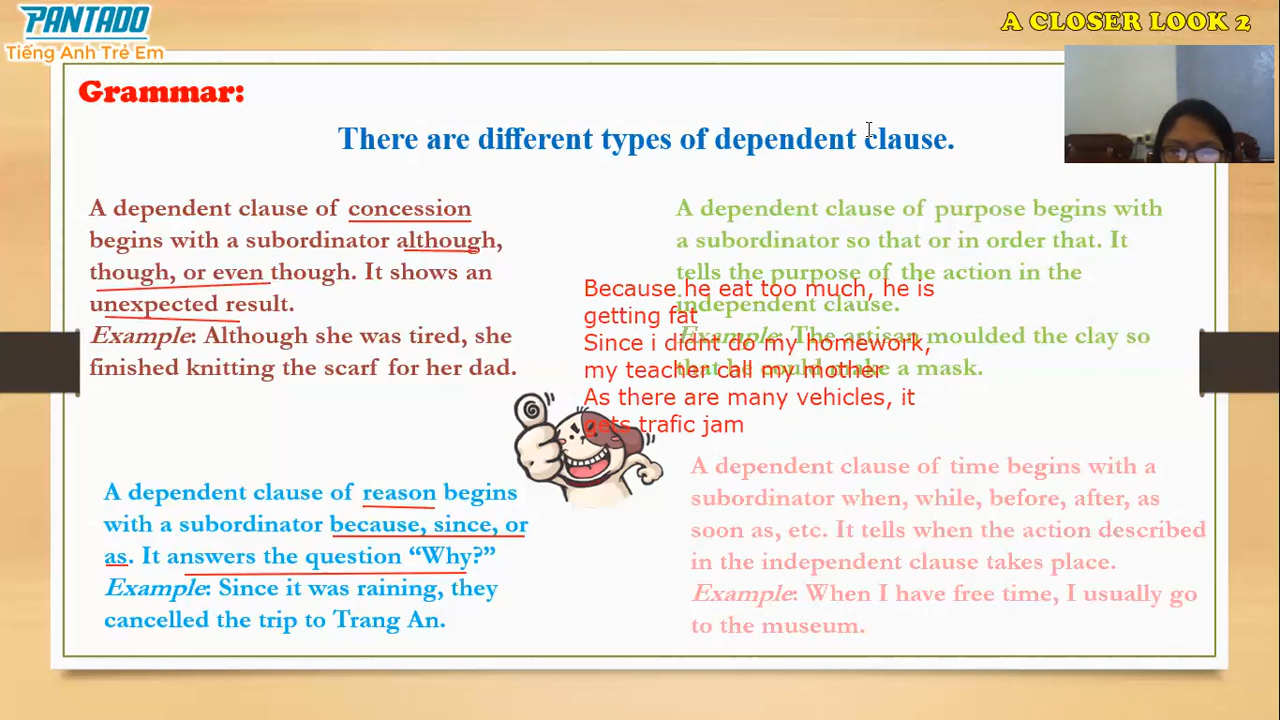 PANTADO
Tiếng Anh Trẻ Em
A CLOSER LOOK 2
Grammar:
There are different types of dependent clause.
A dependent clause of concession
begins with a subordinator although,
though, or even though. It shows an
unexpected result.
Example: Although she was tired, she
finished knitting the scarf for her dad.
A dependent clause of purpose begins with
a subordinator so that or in order that. It
tells the purpose of the action in the
independent clause.
Example: The artisan moulded the clay so
that he could make a mask.
Because he eat too much, he is
getting fat
Since i didnt do my homework,
my teacher call my mother
As there are many vehicles, it
gets trafic jam
A dependent clause of reason begins
with a subordinator because, since, or
as. It answers the question “Why?”
Example: Since it was raining, they
cancelled the trip to Trang An.
A dependent clause of time begins with a
subordinator when, while, before, after, as
soon as, etc. It tells when the action described
in the independent clause takes place.
Example: When I have free time, I usually go
to the museum.